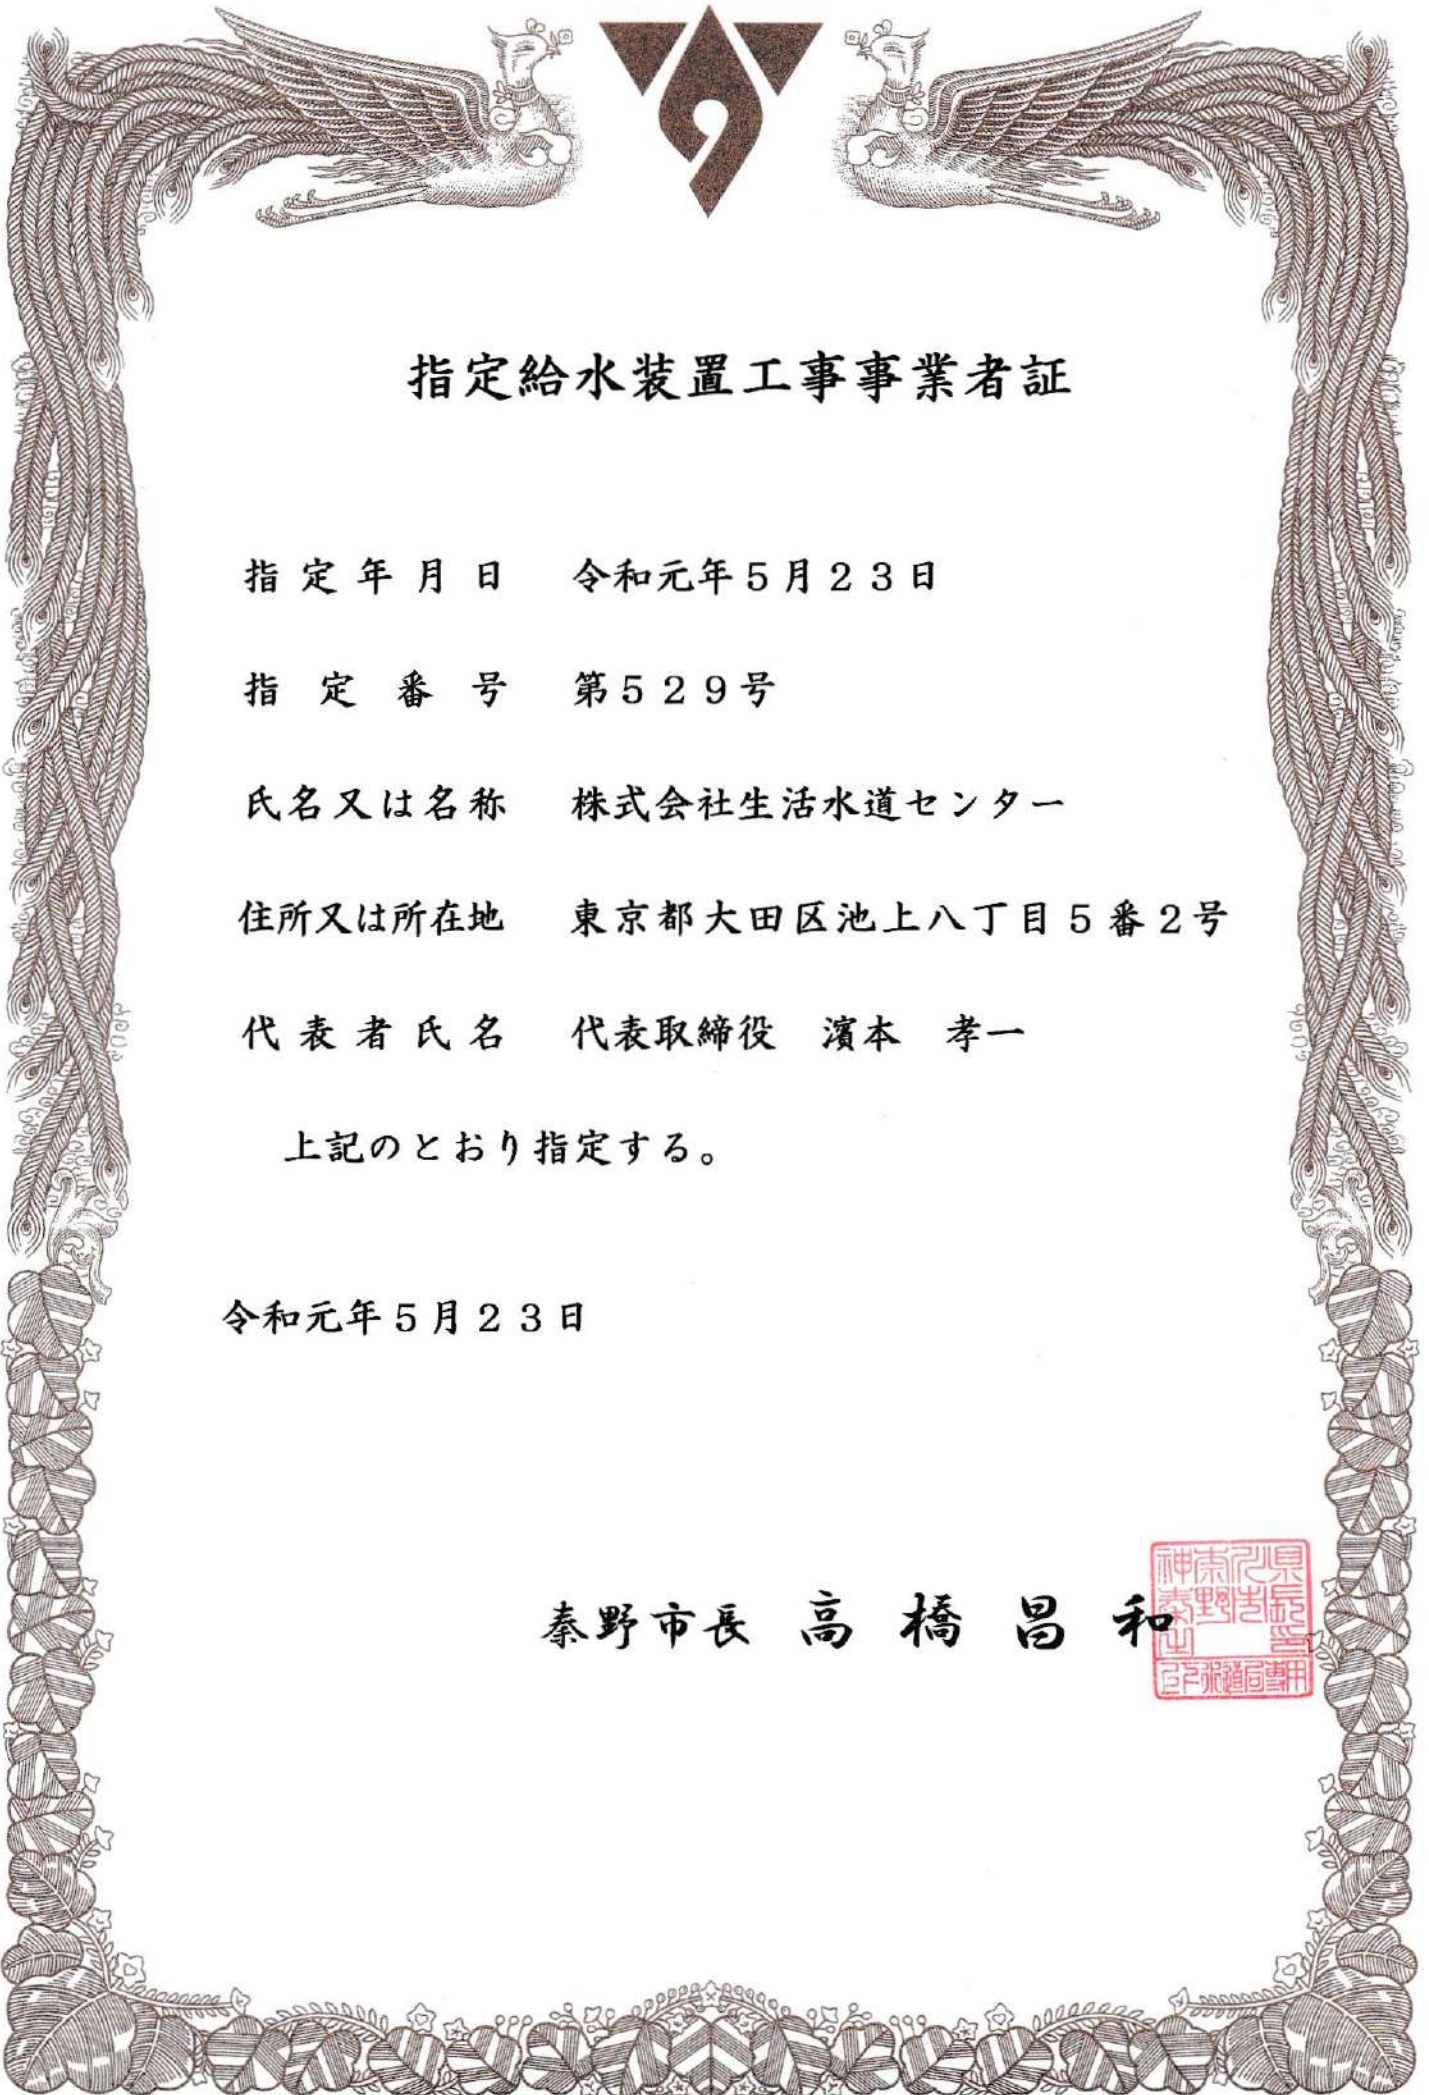 指定給水装置工事事業者証
指定年月日　令和元年５月２３日
指定番号　第５２９号
氏名又は名称　株式会社生活水道センター
住所又は所在地　東京都大田区池上八丁目５番２号
代表者氏名　代表取締役　濱本　孝一
上記のとおり指定する。
令和元年５月２３日
秦野市長　高橋昌和